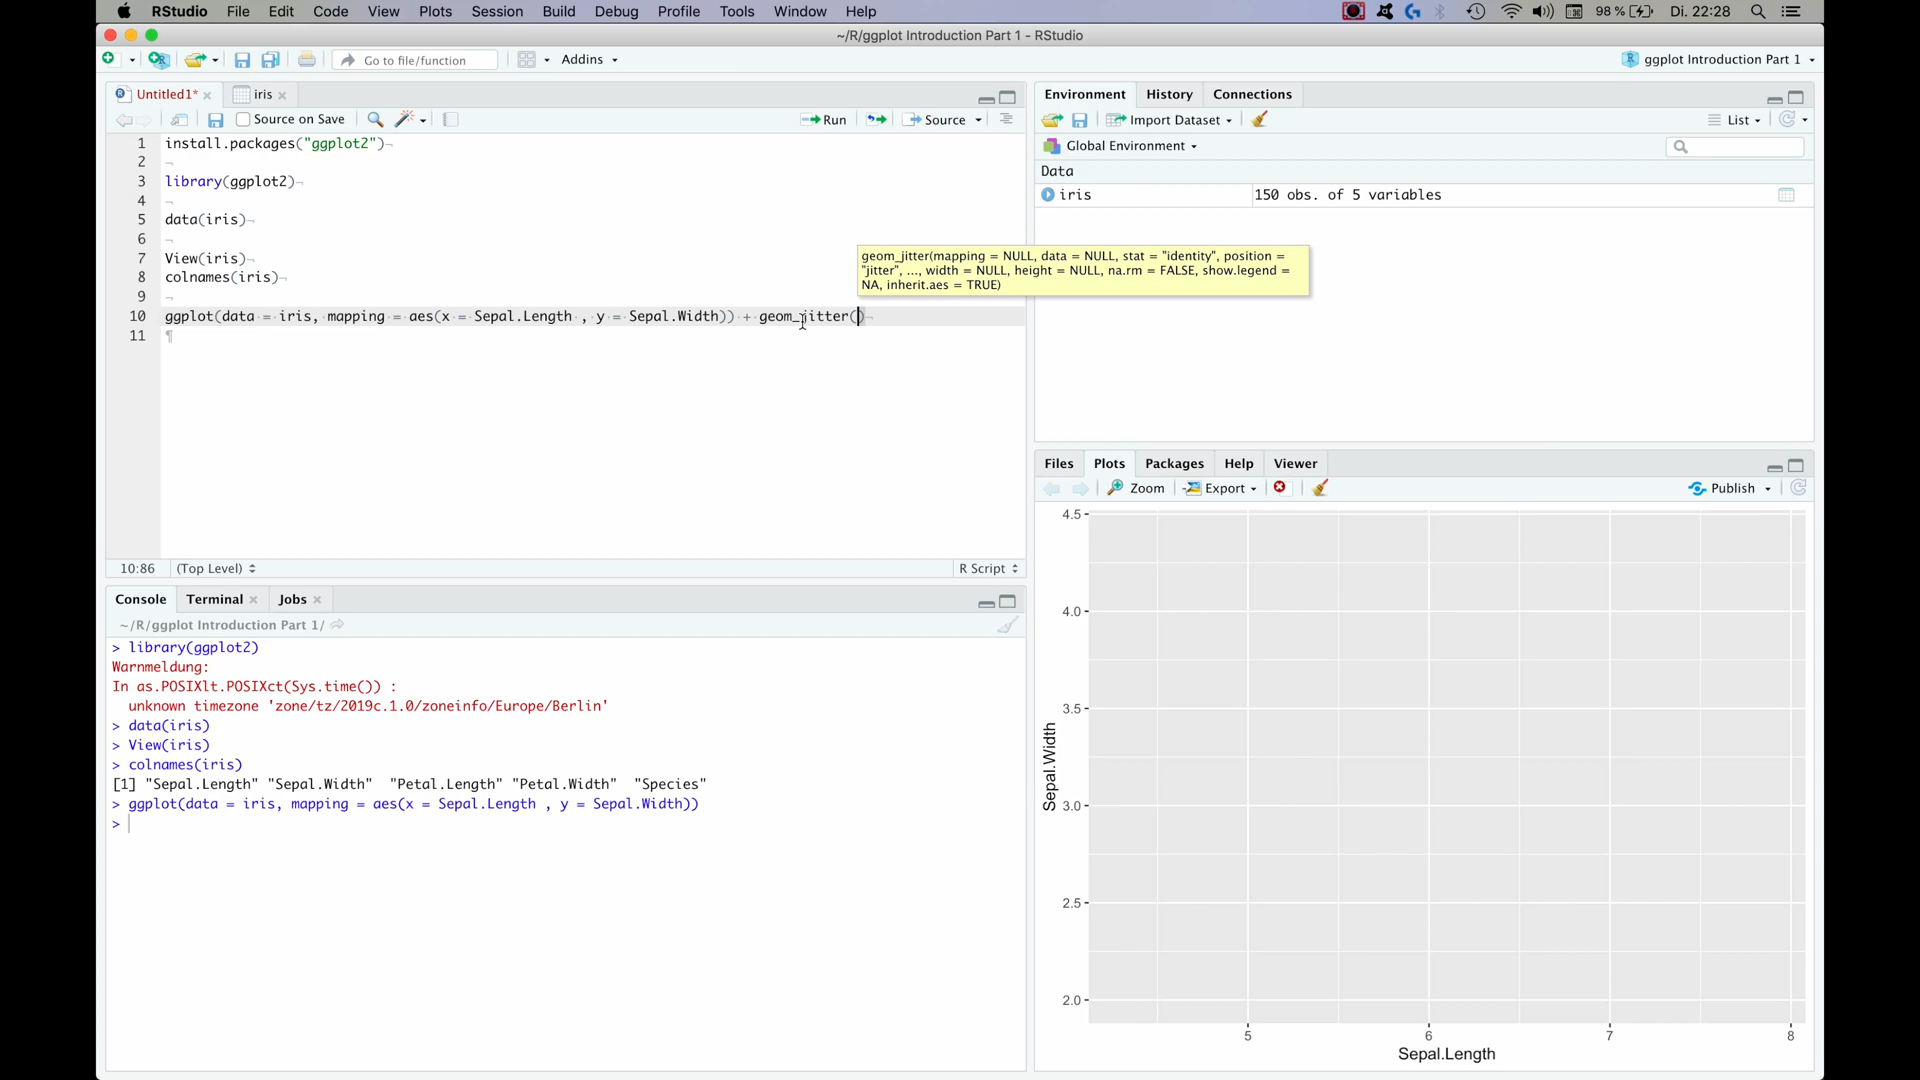 RStudio File Edit Code View Plots Session Build Debug Profile Tools Window Help 98 % Di. 22:28
~/R/ggplot Introduction Part 1 - RStudio
Go to file/function Addins ggplot Introduction Part 1
Untitled1* iris
Source on Save Run Source
1 install.packages("ggplot2")
2
3 library(ggplot2)
4
5 data(iris)
6
7 View(iris)
8 colnames(iris)
9
10 ggplot(data = iris, mapping = aes(x = Sepal.Length , y = Sepal.Width)) + geom_jitter()
11
geom_jitter(mapping = NULL, data = NULL, stat = "identity", position =
"jitter", ..., width = NULL, height = NULL, na.rm = FALSE, show.legend =
NA, inherit.aes = TRUE)
10:86 (Top Level) R Script
Console Terminal Jobs
~/R/ggplot Introduction Part 1/
> library(ggplot2)
Warnmeldung:
In as.POSIXlt.POSIXct(Sys.time()) :
unknown timezone 'zone/tz/2019c.1.0/zoneinfo/Europe/Berlin'
> data(iris)
> View(iris)
> colnames(iris)
[1] "Sepal.Length" "Sepal.Width" "Petal.Length" "Petal.Width" "Species"
> ggplot(data = iris, mapping = aes(x = Sepal.Length , y = Sepal.Width))
>
Environment History Connections
Import Dataset List
Global Environment
Data
iris 150 obs. of 5 variables
Files Plots Packages Help Viewer
Zoom Export Publish
4.5
4.0
3.5
3.0
2.5
2.0
Sepal.Width
5 6 7 8
Sepal.Length